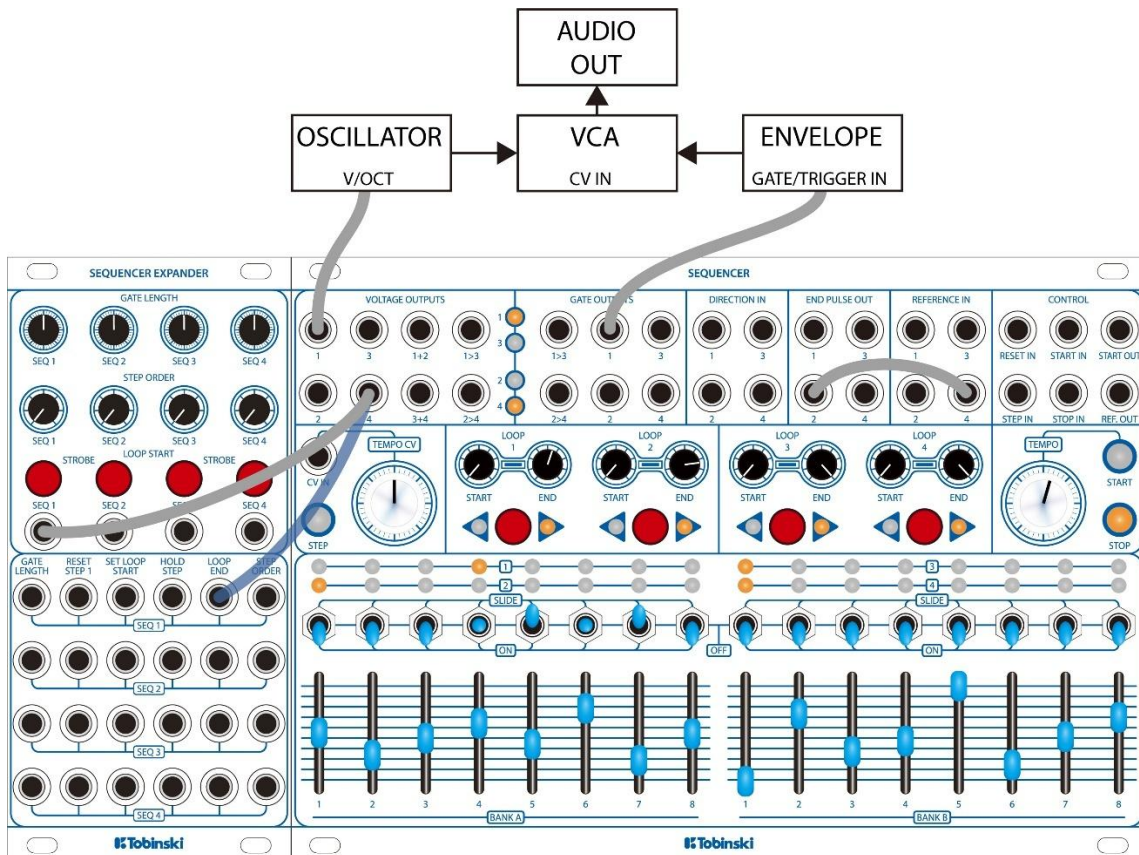 AUDIO
OUT
OSCILLATOR
V/OCT
VCA
CV IN
ENVELOPE
GATE/TRIGGER IN
SEQUENCER EXPANDER
GATE LENGTH
SEQ 1 SEQ 2 SEQ 3 SEQ 4
STEP ORDER
SEQ 1 SEQ 2 SEQ 3 SEQ 4
STROBE LOOP START STROBE
SEQ 1 SEQ 2 SEQ 3 SEQ 4
GATE LENGTH
RESET STEP 1
SET LOOP START
HOLD STEP
LOOP END
STEP ORDER
SEQ 1
SEQ 2
SEQ 3
SEQ 4
Tobinski
SEQUENCER
VOLTAGE OUTPUTS
1 3 1+2 1>3
2 4 3+4 2>4
1
3
2
4
GATE OUTPUTS
1>3 1 3
2>4 2 4
DIRECTION IN
1 3
2 4
END PULSE OUT
1 3
2 4
REFERENCE IN
1 3
2 4
CONTROL
RESET IN START IN START OUT
STEP IN STOP IN REF. OUT
CV IN
TEMPO CV
STEP
LOOP
1
START END
LOOP
2
START END
LOOP
3
START END
LOOP
4
START END
TEMPO
START
STOP
1
2
3
4
SLIDE
SLIDE
ON
OFF
ON
1 2 3 4 5 6 7 8
BANK A
1 2 3 4 5 6 7 8
BANK B
Tobinski